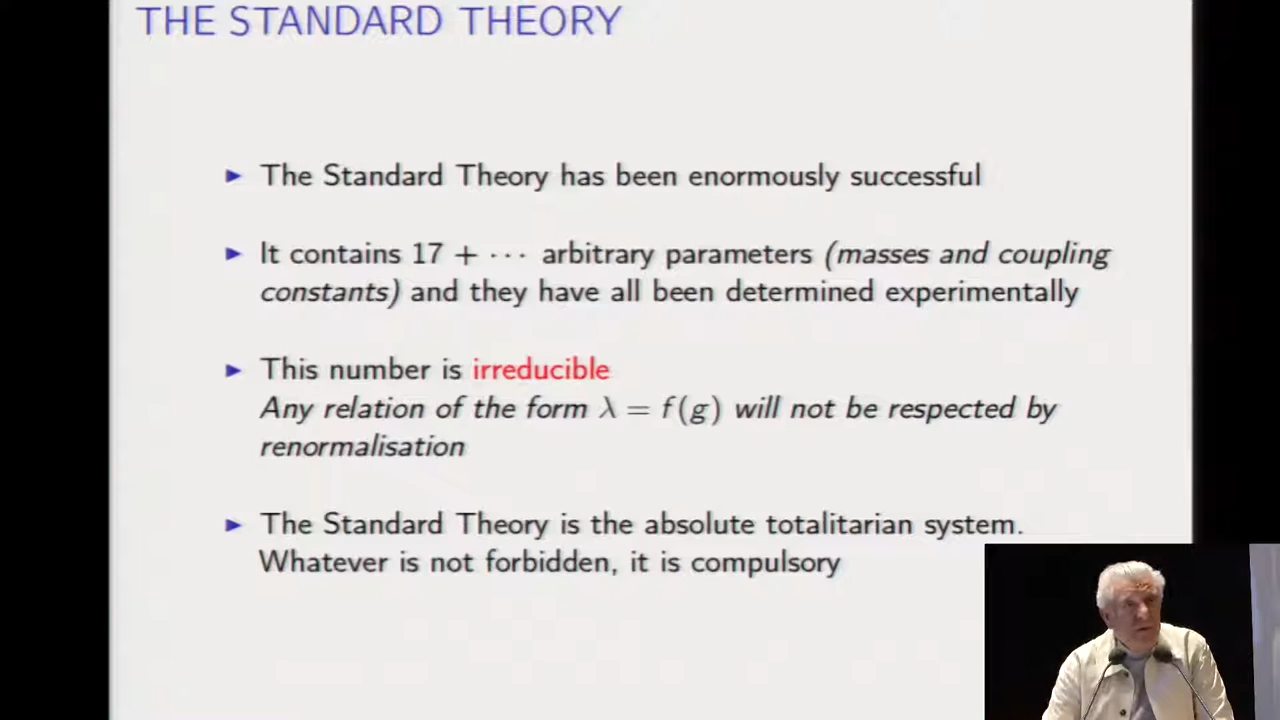 THE STANDARD THEORY
▶ The Standard Theory has been enormously successful
▶ It contains 17 + ··· arbitrary parameters (masses and coupling
constants) and they have all been determined experimentally
▶ This number is irreducible
Any relation of the form λ = f(g) will not be respected by
renormalisation
▶ The Standard Theory is the absolute totalitarian system.
Whatever is not forbidden, it is compulsory